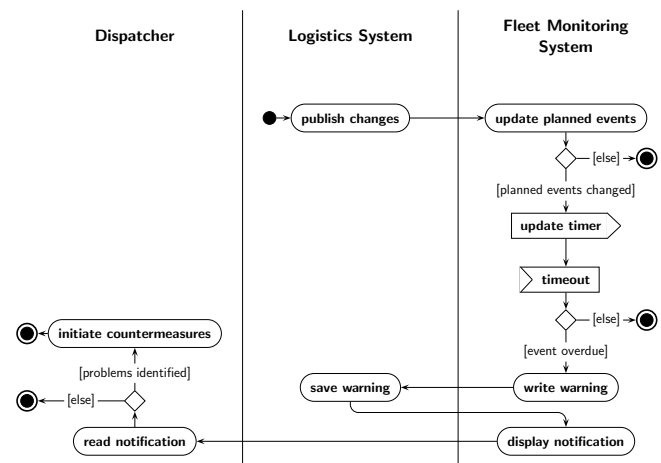 Dispatcher
Logistics System
Fleet Monitoring
System
publish changes
update planned events
[else]
[planned events changed]
update timer
timeout
[else]
[event overdue]
initiate countermeasures
[problems identified]
[else]
save warning
write warning
read notification
display notification